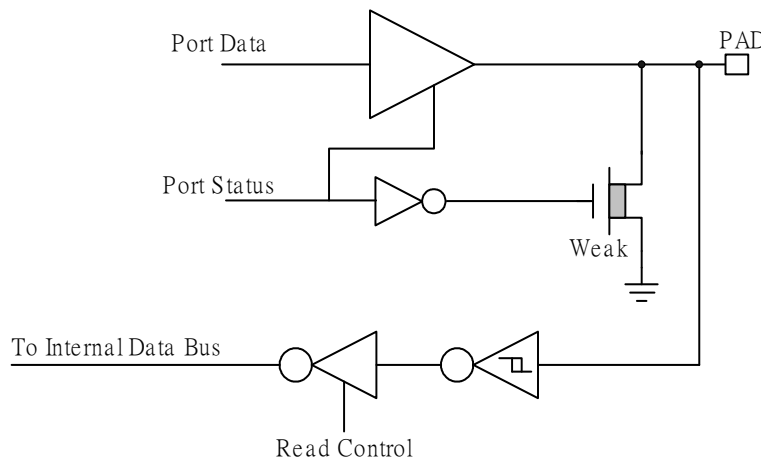 Port Data
PAD
Port Status
Weak
To Internal Data Bus
Read Control